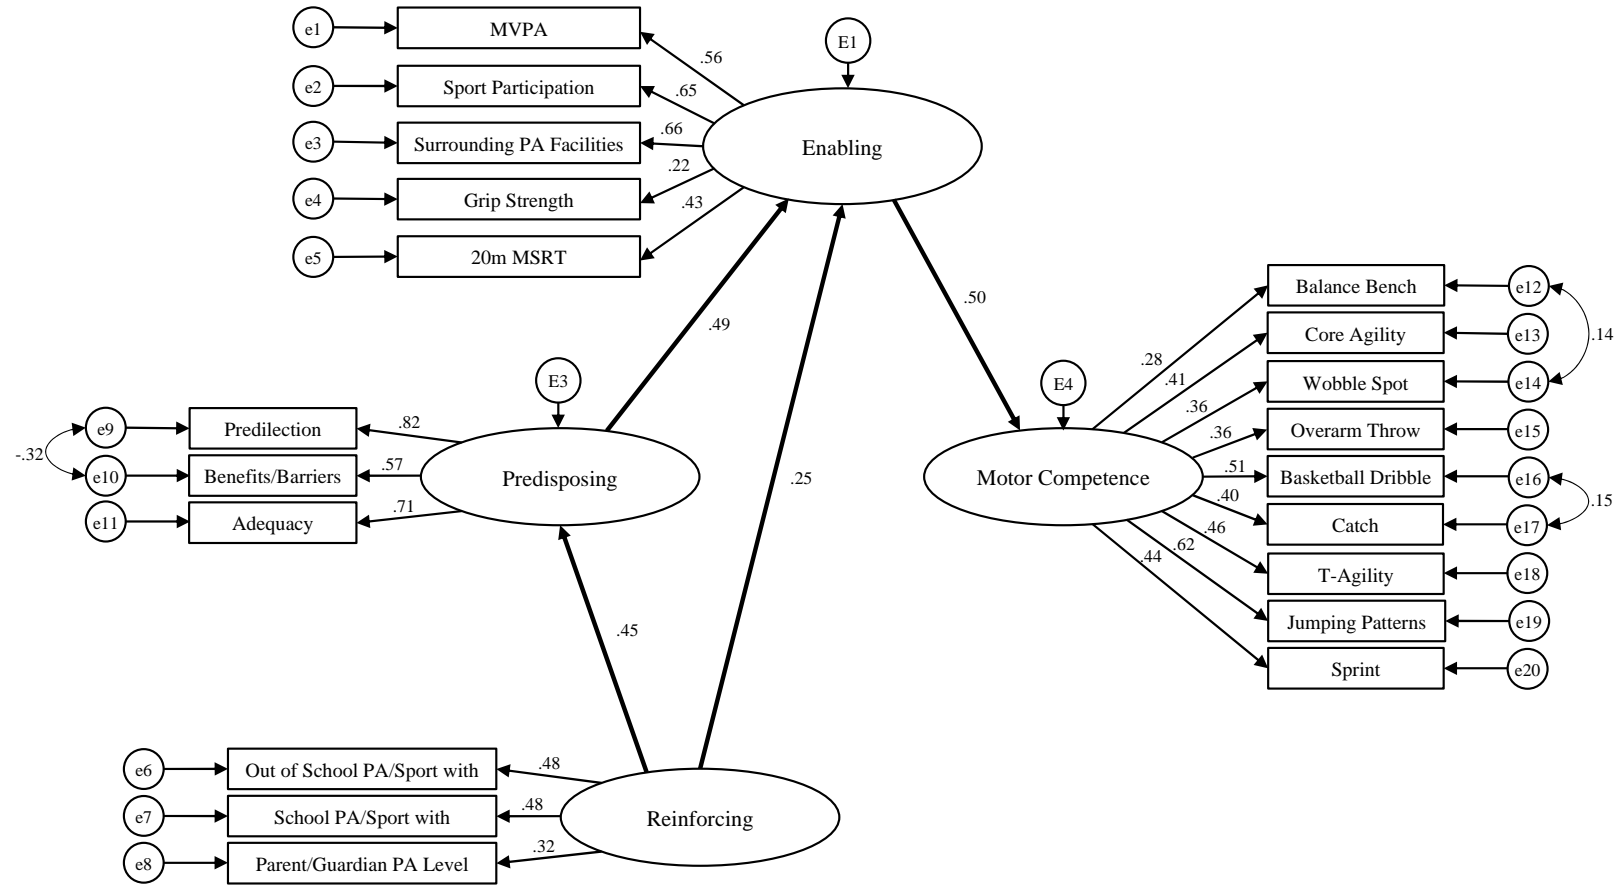 e1
MVPA
E1
.56
e2
Sport Participation
.65
e3
Surrounding PA Facilities
.66
Enabling
.22
e4
Grip Strength
.43
e5
20m MSRT
.49
.50
.25
E3
e9
Predilection
.82
-.32
e10
Benefits/Barriers
.57
Predisposing
e11
Adequacy
.71
.45
E4
Motor Competence
.28
Balance Bench
e12
.14
.41
Core Agility
e13
.36
Wobble Spot
e14
.36
Overarm Throw
e15
.51
Basketball Dribble
e16
.15
.40
Catch
e17
.46
T-Agility
e18
.62
Jumping Patterns
e19
.44
Sprint
e20
e6
Out of School PA/Sport with
.48
e7
School PA/Sport with
.48
Reinforcing
e8
Parent/Guardian PA Level
.32